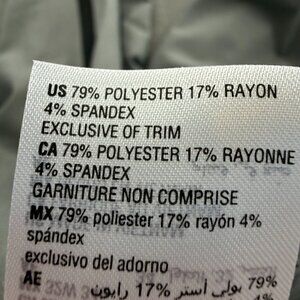 US 79% POLYESTER 17% RAYON
4% SPANDEX
EXCLUSIVE OF TRIM
CA 79% POLYESTER 17% RAYONNE
4% SPANDEX
GARNITURE NON COMPRISE
MX 79% poliester 17% rayón 4%
spándex
exclusivo del adorno
AE 79% بولي استر 17% رايون